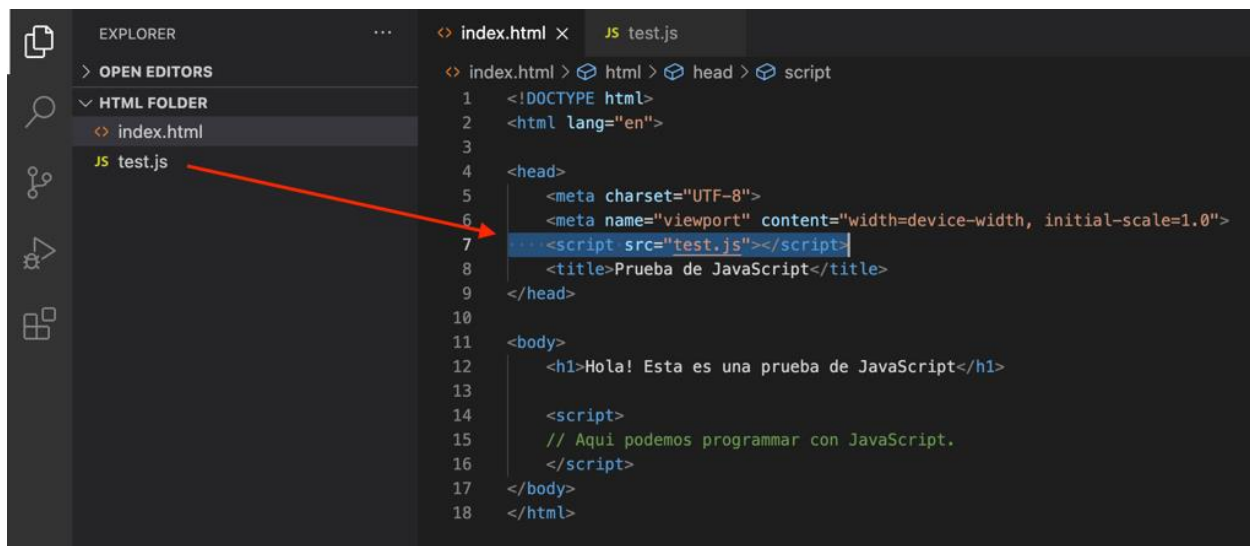 EXPLORER ...
OPEN EDITORS
HTML FOLDER
index.html
JS test.js
index.html JS test.js
index.html > html > head > script
1 <!DOCTYPE html>
2 <html lang="en">
3
4 <head>
5 <meta charset="UTF-8">
6 <meta name="viewport" content="width=device-width, initial-scale=1.0">
7 ····<script·src="test.js"></script>
8 <title>Prueba de JavaScript</title>
9 </head>
10
11 <body>
12 <h1>Hola! Esta es una prueba de JavaScript</h1>
13
14 <script>
15 // Aqui podemos programar con JavaScript.
16 </script>
17 </body>
18 </html>